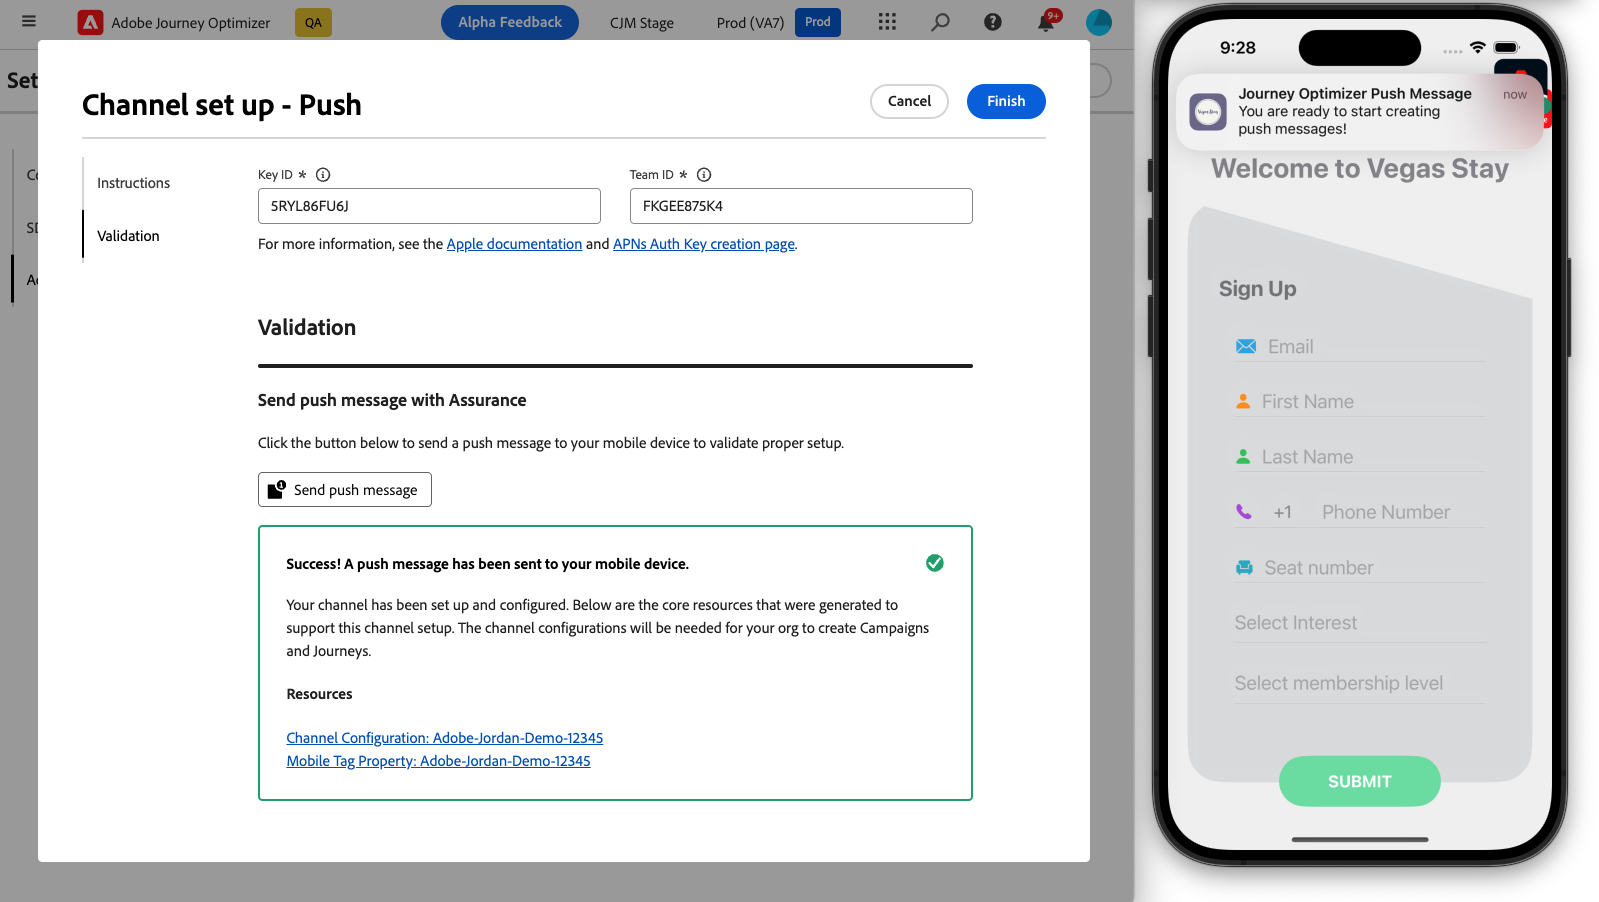 Adobe Journey Optimizer
QA
Alpha Feedback
CJM Stage
Prod (VA7)
Prod
9+
Set
Channel set up - Push
Cancel
Finish
Instructions
Validation
Key ID *
Team ID *
5RYL86FU6J
FKGEE875K4
For more information, see the Apple documentation and APNs Auth Key creation page.
Validation
Send push message with Assurance
Click the button below to send a push message to your mobile device to validate proper setup.
Send push message
Success! A push message has been sent to your mobile device.
Your channel has been set up and configured. Below are the core resources that were generated to
support this channel setup. The channel configurations will be needed for your org to create Campaigns
and Journeys.
Resources
Channel Configuration: Adobe-Jordan-Demo-12345
Mobile Tag Property: Adobe-Jordan-Demo-12345
9:28
Journey Optimizer Push Message
now
You are ready to start creating
push messages!
Welcome to Vegas Stay
Sign Up
Email
First Name
Last Name
+1 Phone Number
Seat number
Select Interest
Select membership level
SUBMIT